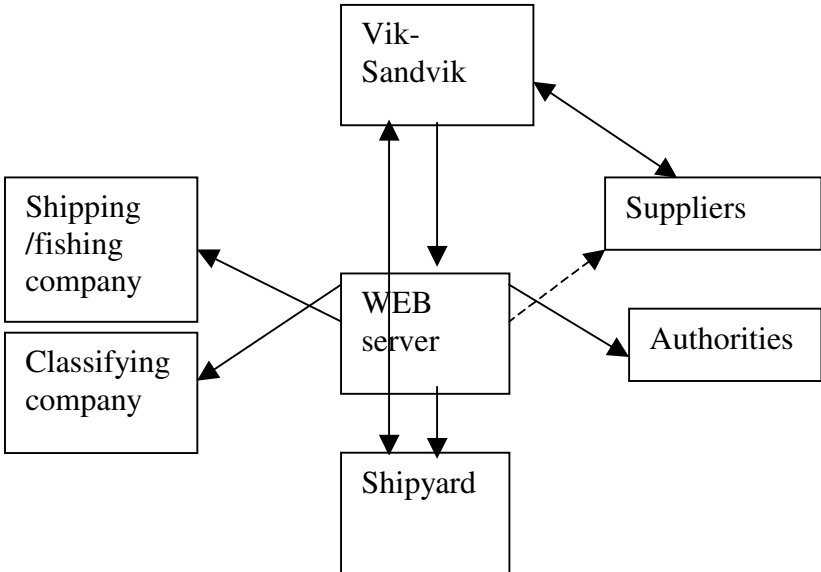 Vik-
Sandvik
Shipping
/fishing
company
Suppliers
WEB
server
Authorities
Classifying
company
Shipyard